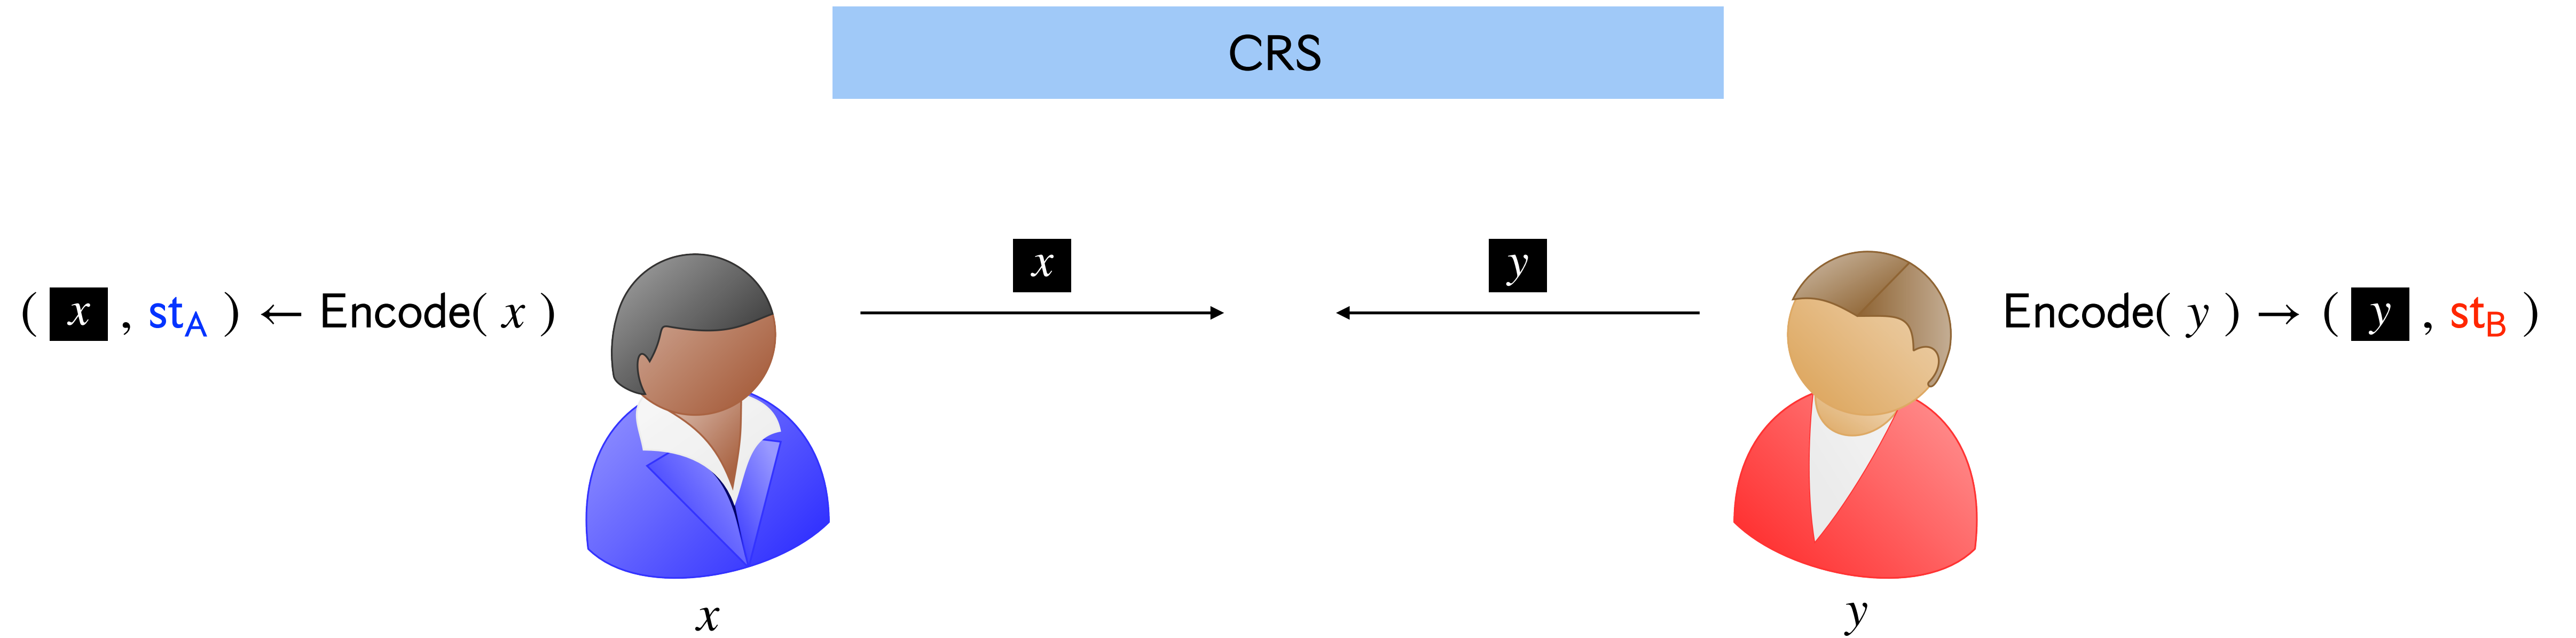 CRS
x y
( x , stA ) ← Encode( x ) Encode( y ) → ( y , stB )
x y